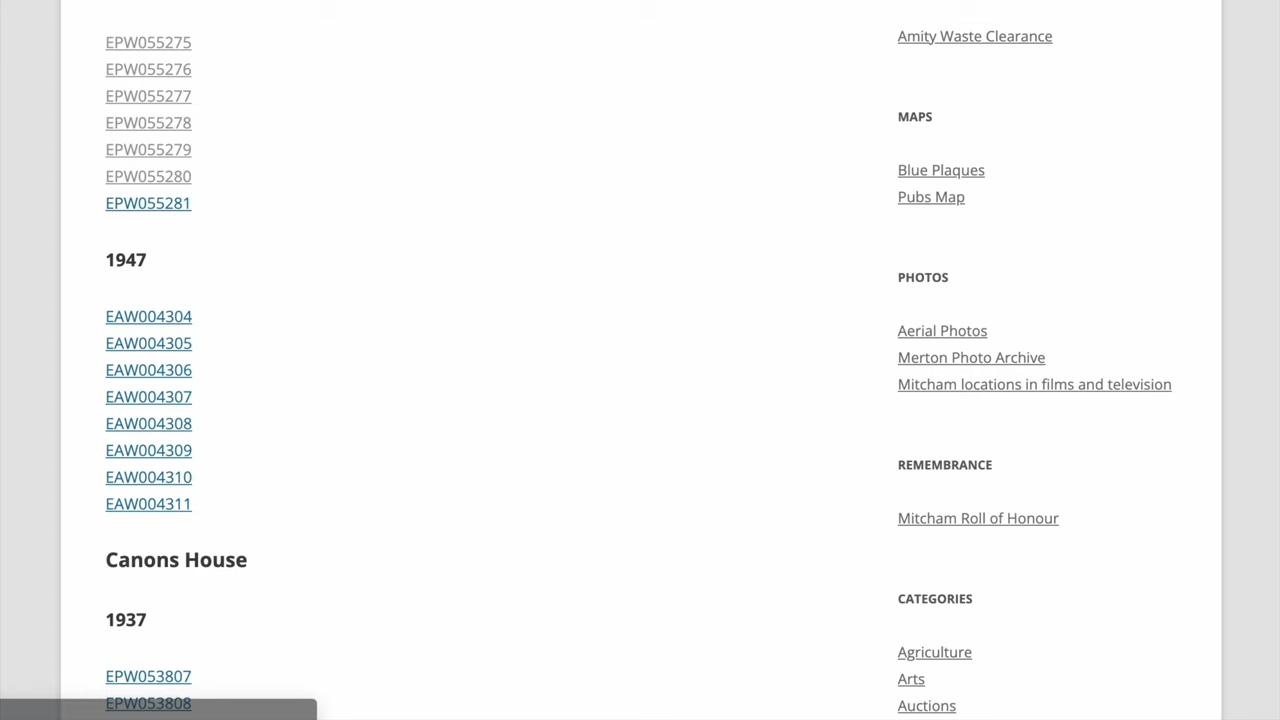 EPW055275
EPW055276
EPW055277
EPW055278
EPW055279
EPW055280
EPW055281
1947
EAW004304
EAW004305
EAW004306
EAW004307
EAW004308
EAW004309
EAW004310
EAW004311
Canons House
1937
EPW053807
EPW053808
Amity Waste Clearance
MAPS
Blue Plaques
Pubs Map
PHOTOS
Aerial Photos
Merton Photo Archive
Mitcham locations in films and television
REMEMBRANCE
Mitcham Roll of Honour
CATEGORIES
Agriculture
Arts
Auctions